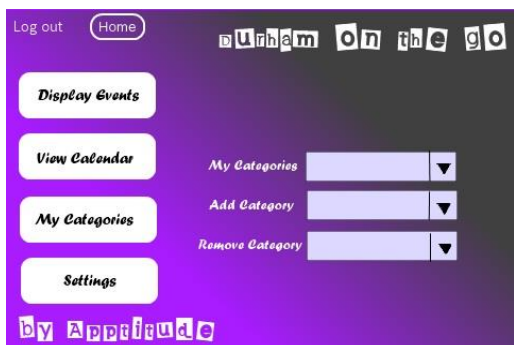 Log out Home
Durham on the go
Display Events
View Calendar
My Categories
Settings
My Categories
Add Category
Remove Category
by Apptitude